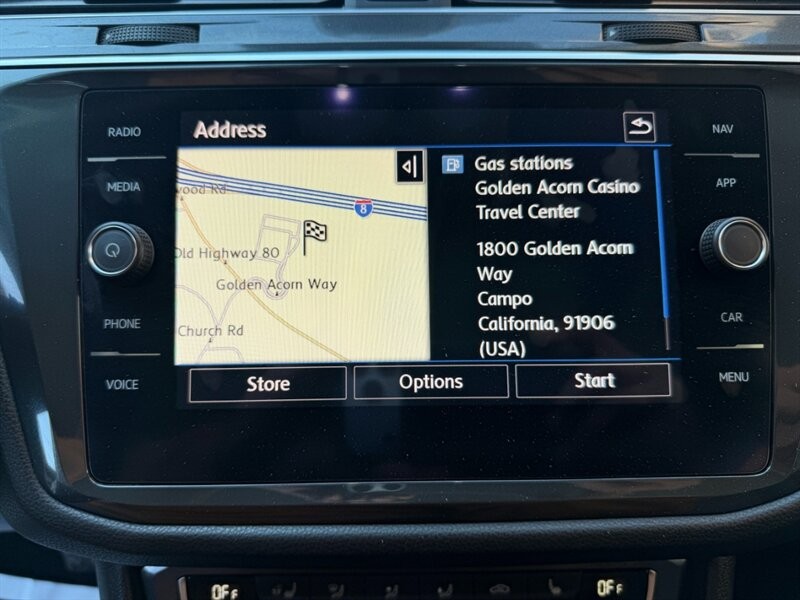 RADIO
MEDIA
PHONE
VOICE
Address
NAV
APP
CAR
MENU
wood Rd
8
Old Highway 80
Golden Acorn Way
Church Rd
Gas stations
Golden Acorn Casino
Travel Center
1800 Golden Acorn
Way
Campo
California, 91906
(USA)
Store
Options
Start
OFF
OFF